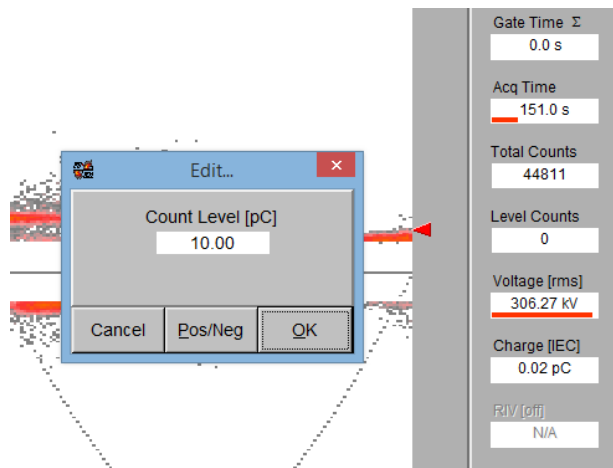 Edit...
Count Level [pC]
10.00
Cancel
Pos/Neg
OK
Gate Time Σ
0.0 s
Acq Time
151.0 s
Total Counts
44811
Level Counts
0
Voltage [rms]
306.27 kV
Charge [IEC]
0.02 pC
RIV [off]
N/A